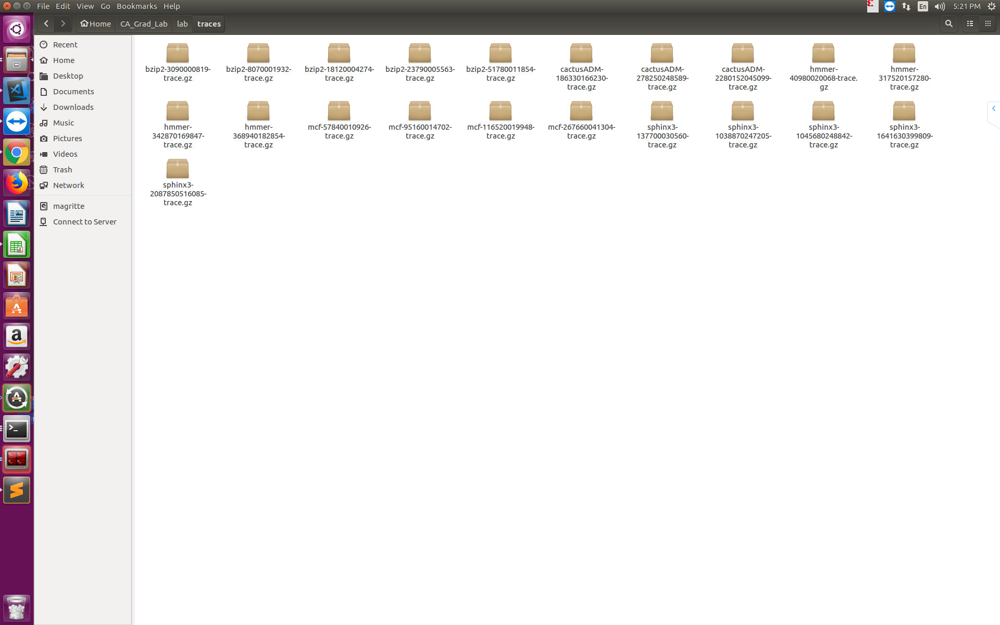 File Edit View Go Bookmarks Help
En 5:21 PM
Home CA_Grad_Lab lab traces
Recent
Home
Desktop
Documents
Downloads
Music
Pictures
Videos
Trash
Network
magritte
Connect to Server
bzip2-3090000819-
trace.gz
bzip2-8070001932-
trace.gz
bzip2-18120004274-
trace.gz
bzip2-23790005563-
trace.gz
bzip2-51780011854-
trace.gz
cactusADM-
186330166230-
trace.gz
cactusADM-
278250248589-
trace.gz
cactusADM-
2280152045099-
trace.gz
hmmer-
40980020068-trace.
gz
hmmer-
317520157280-
trace.gz
hmmer-
342870169847-
trace.gz
hmmer-
368940182854-
trace.gz
mcf-57840010926-
trace.gz
mcf-95160014702-
trace.gz
mcf-116520019948-
trace.gz
mcf-267660041304-
trace.gz
sphinx3-
137700030560-
trace.gz
sphinx3-
1038870247205-
trace.gz
sphinx3-
1045680248842-
trace.gz
sphinx3-
1641630399809-
trace.gz
sphinx3-
2087850516085-
trace.gz